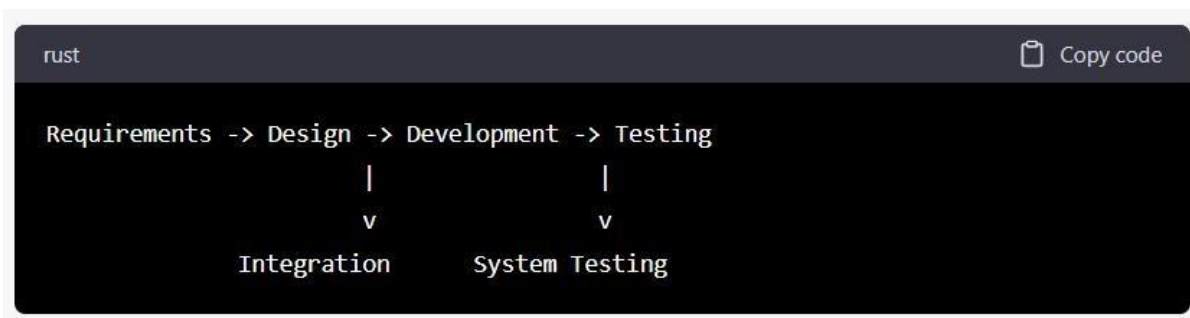 rust
Copy code
Requirements -> Design -> Development -> Testing
| |
v v
Integration System Testing